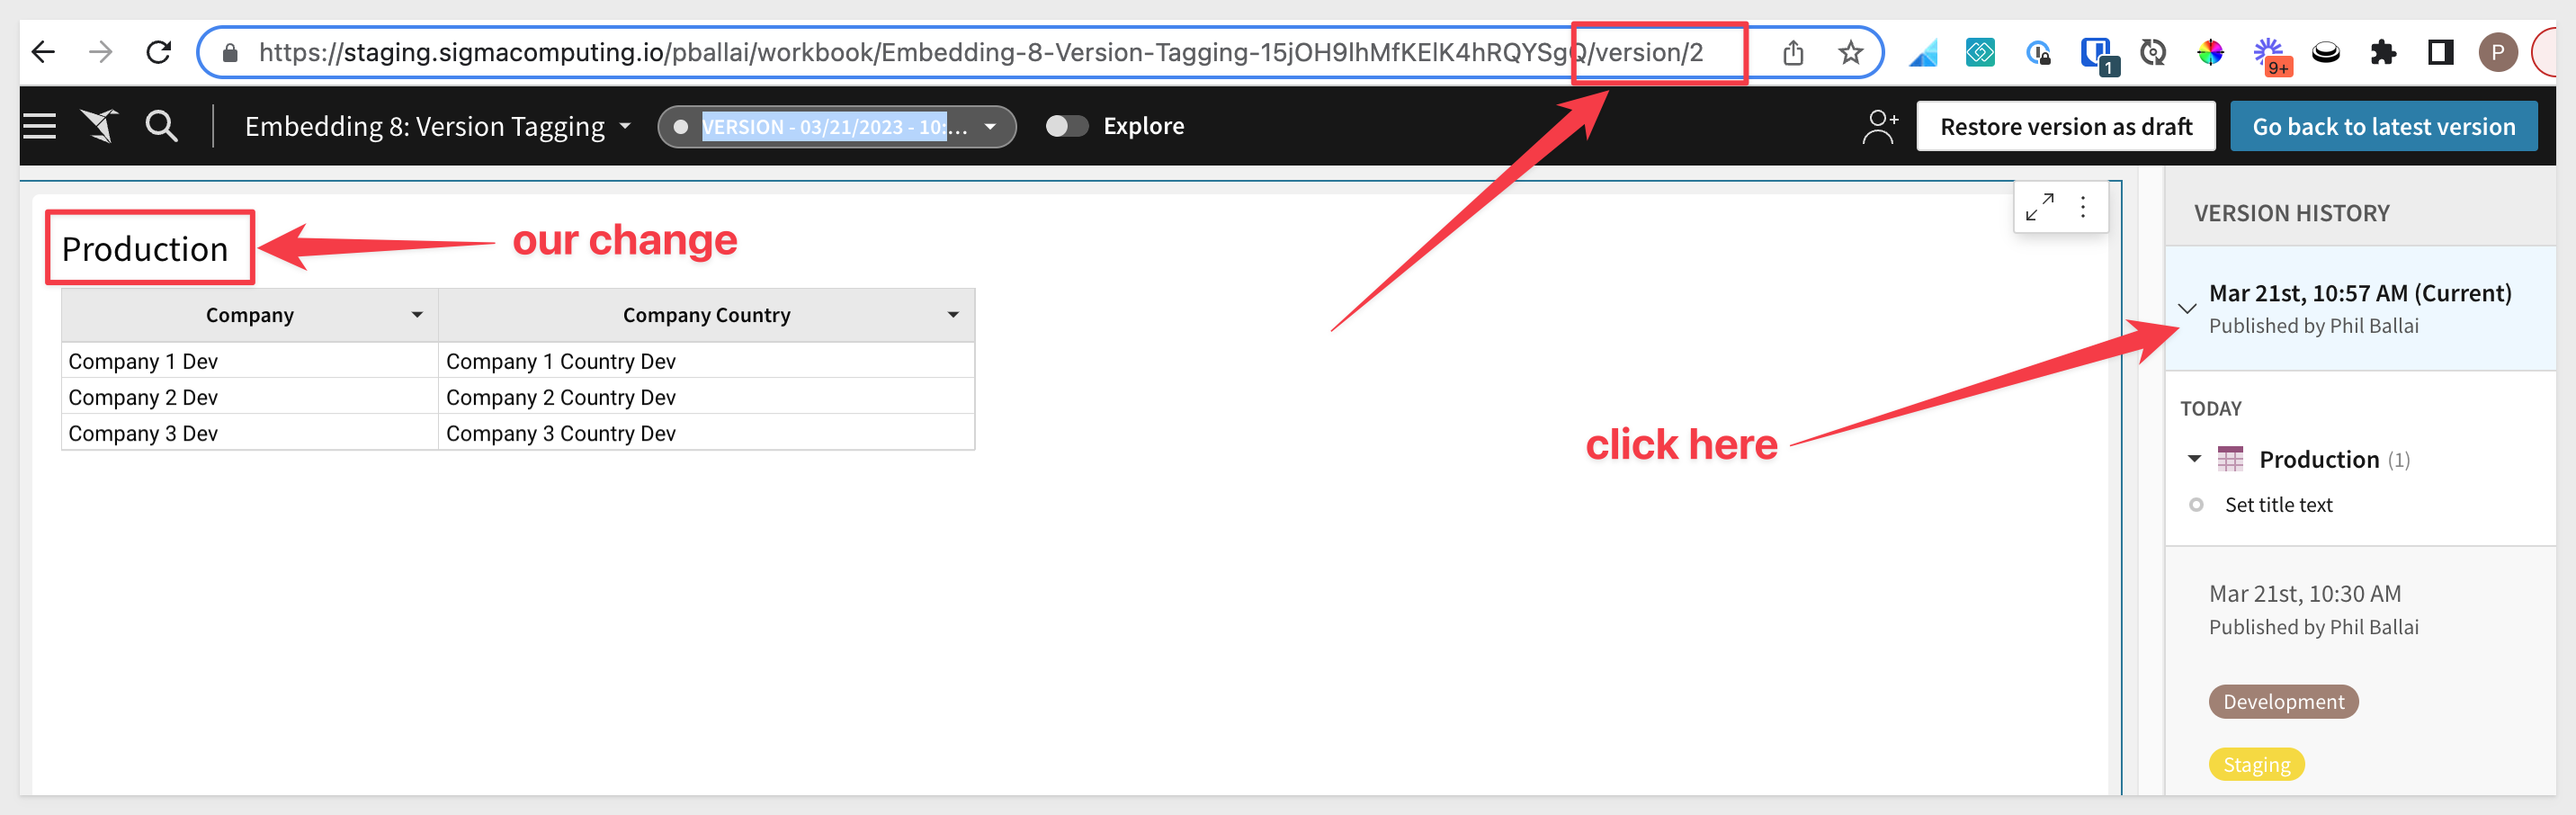 https://staging.sigmacomputing.io/pballai/workbook/Embedding-8-Version-Tagging-15jOH9lhMfKElK4hRQYSgQ/version/2
1
9+
P
Embedding 8: Version Tagging
VERSION - 03/21/2023 - 10:...
Explore
Restore version as draft
Go back to latest version
Production
our change
Company Company Country
Company 1 Dev Company 1 Country Dev
Company 2 Dev Company 2 Country Dev
Company 3 Dev Company 3 Country Dev
click here
VERSION HISTORY
Mar 21st, 10:57 AM (Current)
Published by Phil Ballai
TODAY
Production (1)
Set title text
Mar 21st, 10:30 AM
Published by Phil Ballai
Development
Staging